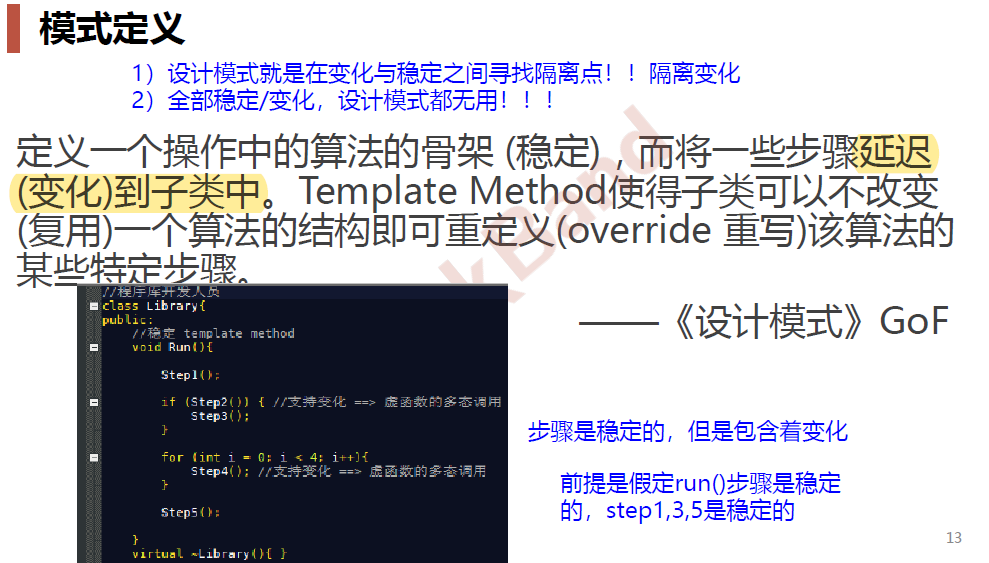 模式定义
1）设计模式就是在变化与稳定之间寻找隔离点！！隔离变化
2）全部稳定/变化，设计模式都无用！！！
定义一个操作中的算法的骨架 (稳定) ，而将一些步骤延迟
(变化)到子类中。Template Method使得子类可以不改变
(复用)一个算法的结构即可重定义(override 重写)该算法的
某些特定步骤。
——《设计模式》GoF
//程序库开发人员
class Library{
public:
//稳定 template method
void Run(){
Step1();
if (Step2()) { //支持变化 ==> 虚函数的多态调用
Step3();
}
for (int i = 0; i < 4; i++){
Step4(); //支持变化 ==> 虚函数的多态调用
}
Step5();
}
virtual ~Library(){ }
步骤是稳定的，但是包含着变化
前提是假定run()步骤是稳定
的，step1,3,5是稳定的
13